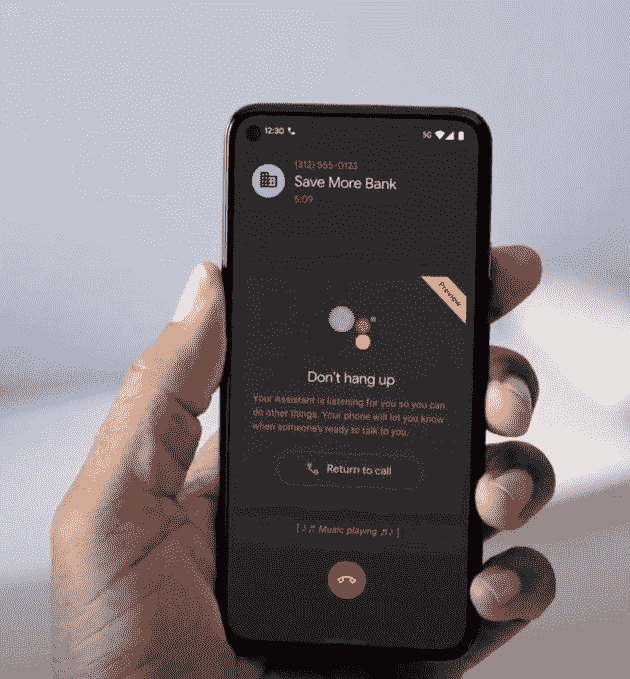 12:30
5G
(312) 555-0123
Save More Bank
5:09
Preview
Don't hang up
Your Assistant is listening for you so you can
do other things. Your phone will let you know
when someone's ready to talk to you.
Return to call
[ ♪ ♫ Music playing ♬♪ ]